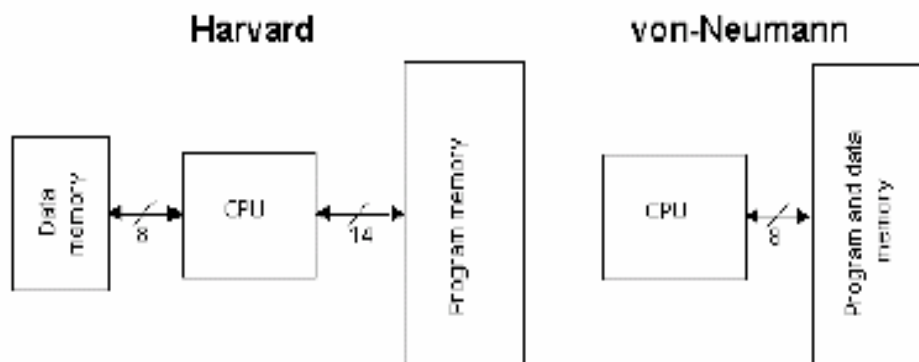 Harvard
von-Neumann
Data
memory
8
CPU
14
Program memory
CPU
8
Program and data
memory